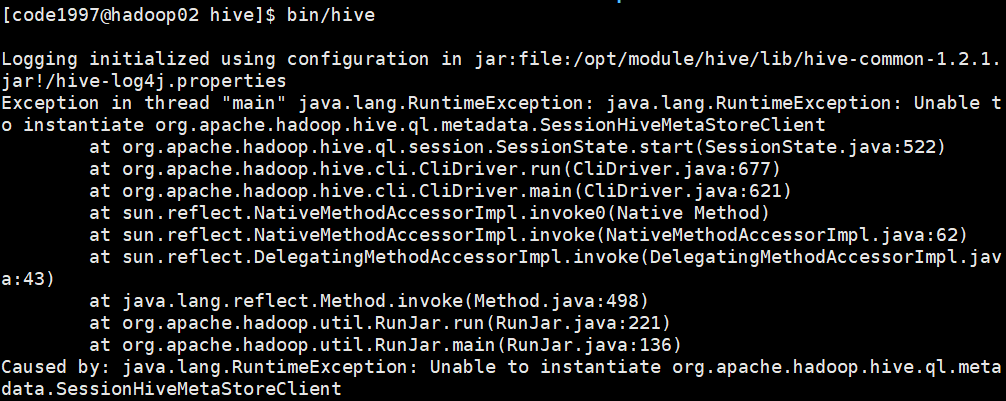 [code1997@hadoop02 hive]$ bin/hive
Logging initialized using configuration in jar:file:/opt/module/hive/lib/hive-common-1.2.1.
jar!/hive-log4j.properties
Exception in thread "main" java.lang.RuntimeException: java.lang.RuntimeException: Unable t
o instantiate org.apache.hadoop.hive.ql.metadata.SessionHiveMetaStoreClient
        at org.apache.hadoop.hive.ql.session.SessionState.start(SessionState.java:522)
        at org.apache.hadoop.hive.cli.CliDriver.run(CliDriver.java:677)
        at org.apache.hadoop.hive.cli.CliDriver.main(CliDriver.java:621)
        at sun.reflect.NativeMethodAccessorImpl.invoke0(Native Method)
        at sun.reflect.NativeMethodAccessorImpl.invoke(NativeMethodAccessorImpl.java:62)
        at sun.reflect.DelegatingMethodAccessorImpl.invoke(DelegatingMethodAccessorImpl.jav
a:43)
        at java.lang.reflect.Method.invoke(Method.java:498)
        at org.apache.hadoop.util.RunJar.run(RunJar.java:221)
        at org.apache.hadoop.util.RunJar.main(RunJar.java:136)
Caused by: java.lang.RuntimeException: Unable to instantiate org.apache.hadoop.hive.ql.meta
data.SessionHiveMetaStoreClient